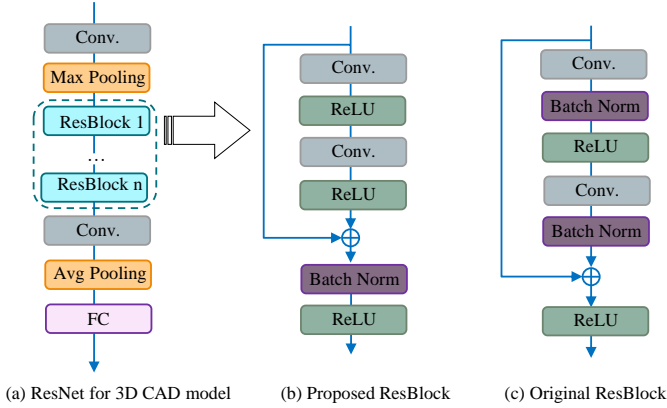 Conv.
Max Pooling
ResBlock 1
...
ResBlock n
Conv.
Avg Pooling
FC
(a) ResNet for 3D CAD model
Conv.
ReLU
Conv.
ReLU
Batch Norm
ReLU
(b) Proposed ResBlock
Conv.
Batch Norm
ReLU
Conv.
Batch Norm
ReLU
(c) Original ResBlock